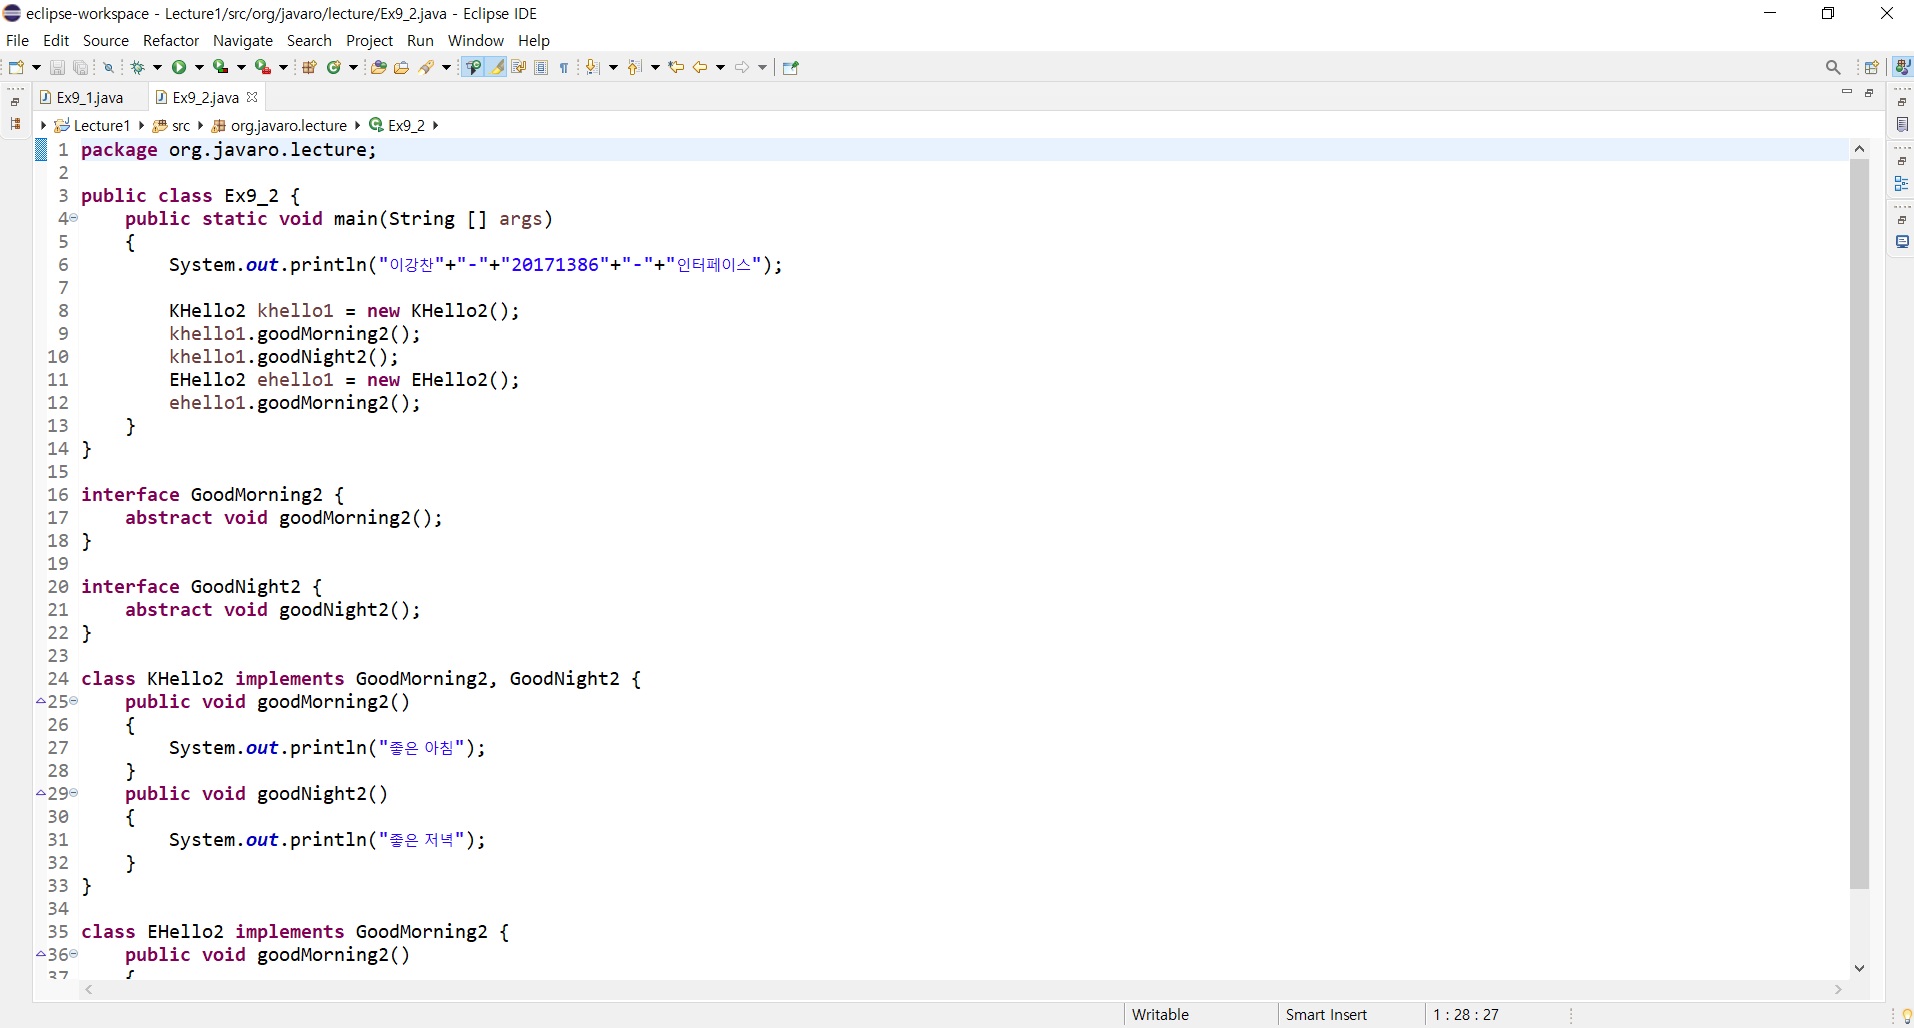 eclipse-workspace - Lecture1/src/org/javaro/lecture/Ex9_2.java - Eclipse IDE
File Edit Source Refactor Navigate Search Project Run Window Help
Ex9_1.java Ex9_2.java
Lecture1 src org.javaro.lecture Ex9_2
1 package org.javaro.lecture;
2
3 public class Ex9_2 {
4 public static void main(String [] args)
5 {
6 System.out.println("이강찬"+"-"+"20171386"+"-"+"인터페이스");
7
8 KHello2 khello1 = new KHello2();
9 khello1.goodMorning2();
10 khello1.goodNight2();
11 EHello2 ehello1 = new EHello2();
12 ehello1.goodMorning2();
13 }
14 }
15
16 interface GoodMorning2 {
17 abstract void goodMorning2();
18 }
19
20 interface GoodNight2 {
21 abstract void goodNight2();
22 }
23
24 class KHello2 implements GoodMorning2, GoodNight2 {
25 public void goodMorning2()
26 {
27 System.out.println("좋은 아침");
28 }
29 public void goodNight2()
30 {
31 System.out.println("좋은 저녁");
32 }
33 }
34
35 class EHello2 implements GoodMorning2 {
36 public void goodMorning2()
37 {
Writable Smart Insert 1 : 28 : 27